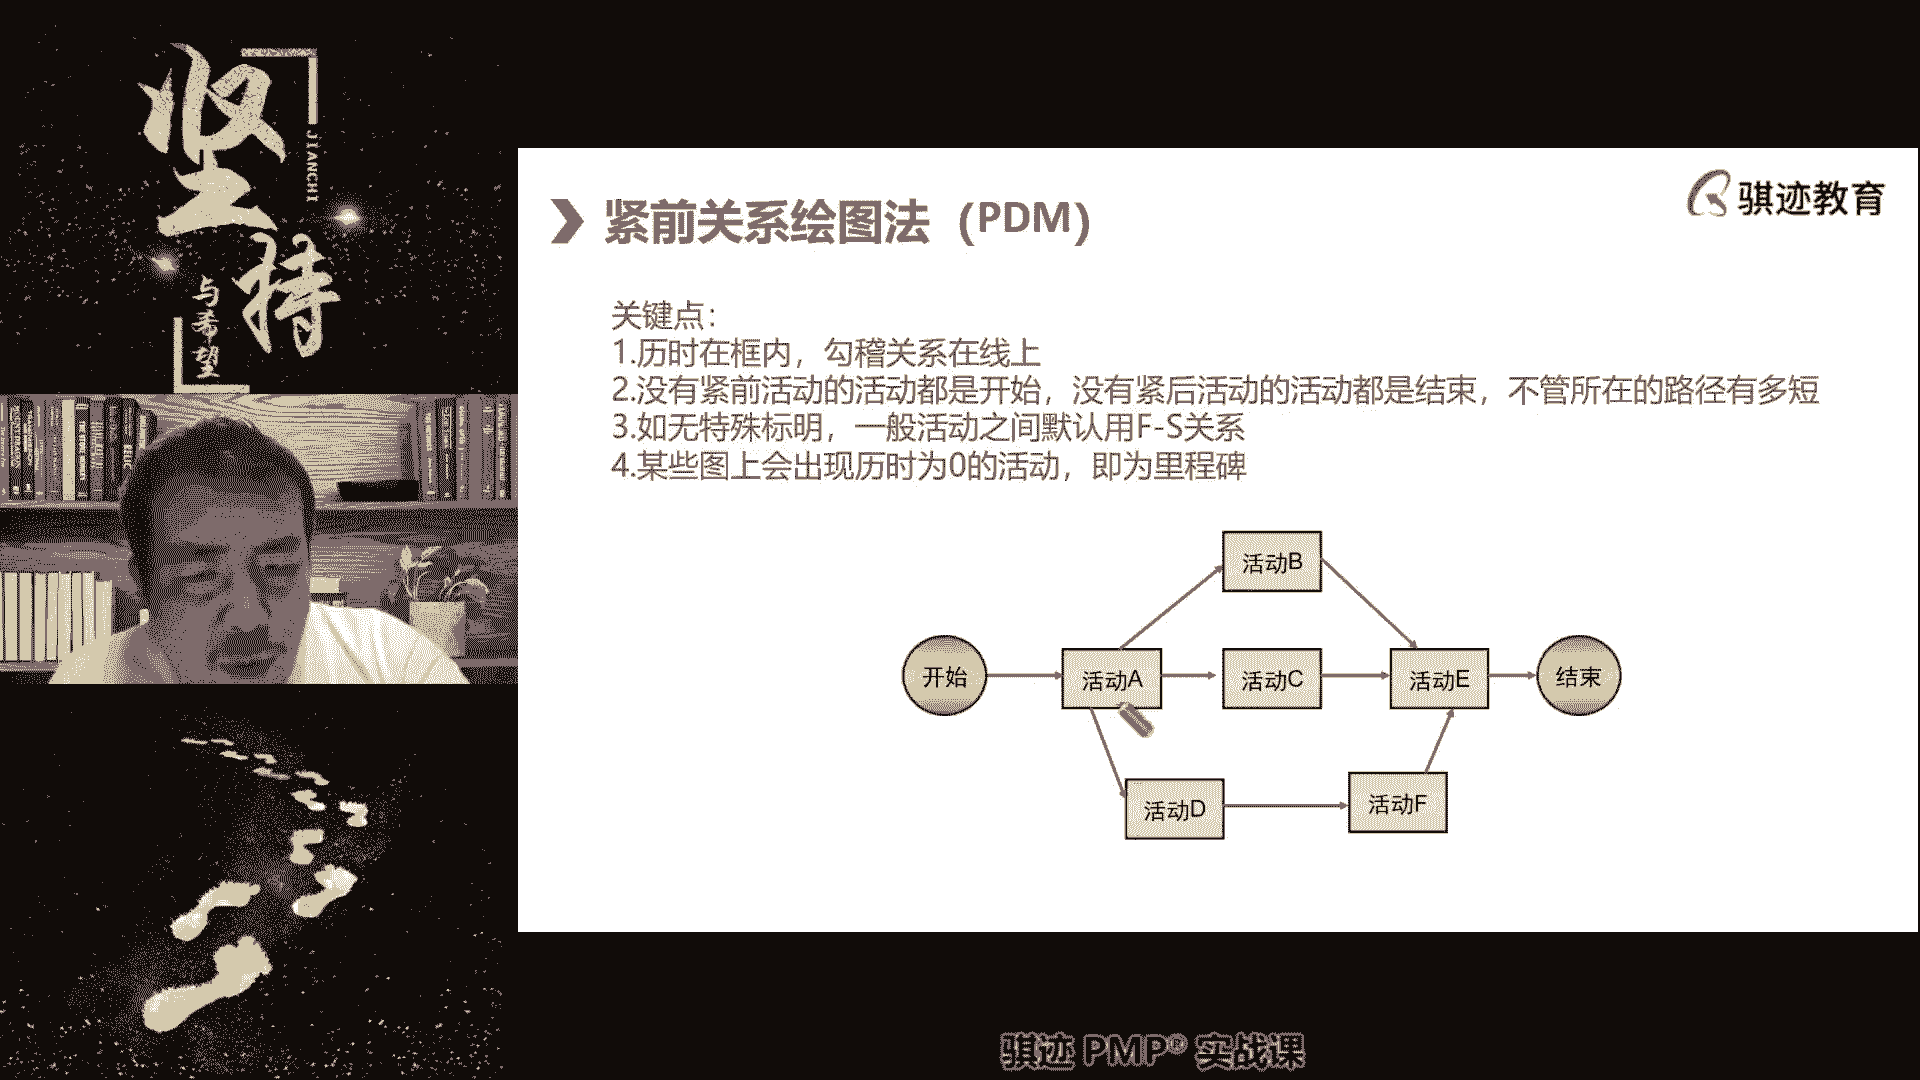 坚持
JIANCHI
与希望
骐迹教育
紧前关系绘图法（PDM）
关键点：
1.历时在框内，勾稽关系在线上
2.没有紧前活动的活动都是开始，没有紧后活动的活动都是结束，不管所在的路径有多短
3.如无特殊标明，一般活动之间默认用F-S关系
4.某些图上会出现历时为0的活动，即为里程碑
活动B
开始
活动A
活动C
活动E
结束
活动D
活动F
骐迹 PMP® 实战课